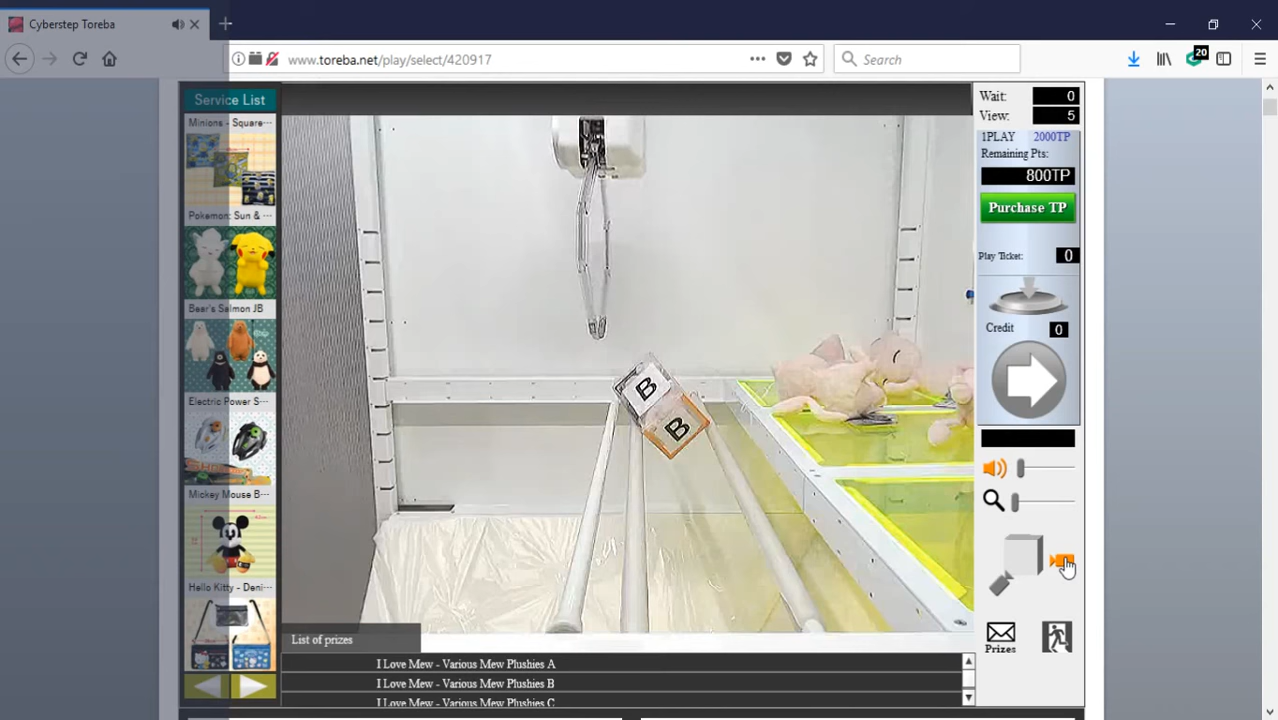 Cyberstep Toreba
www.toreba.net/play/select/420917
Search
20
Service List
Minions - Square···
Pokemon: Sun & ···
Bear's Salmon JB
Electric Power S···
Mickey Mouse B···
Hello Kitty - Deni···
B
B
List of prizes
I Love Mew - Various Mew Plushies A
I Love Mew - Various Mew Plushies B
I Love Mew - Various Mew Plushies C
Wait: 0
View: 5
1PLAY 2000TP
Remaining Pts:
800TP
Purchase TP
Play Ticket: 0
Credit 0
Prizes